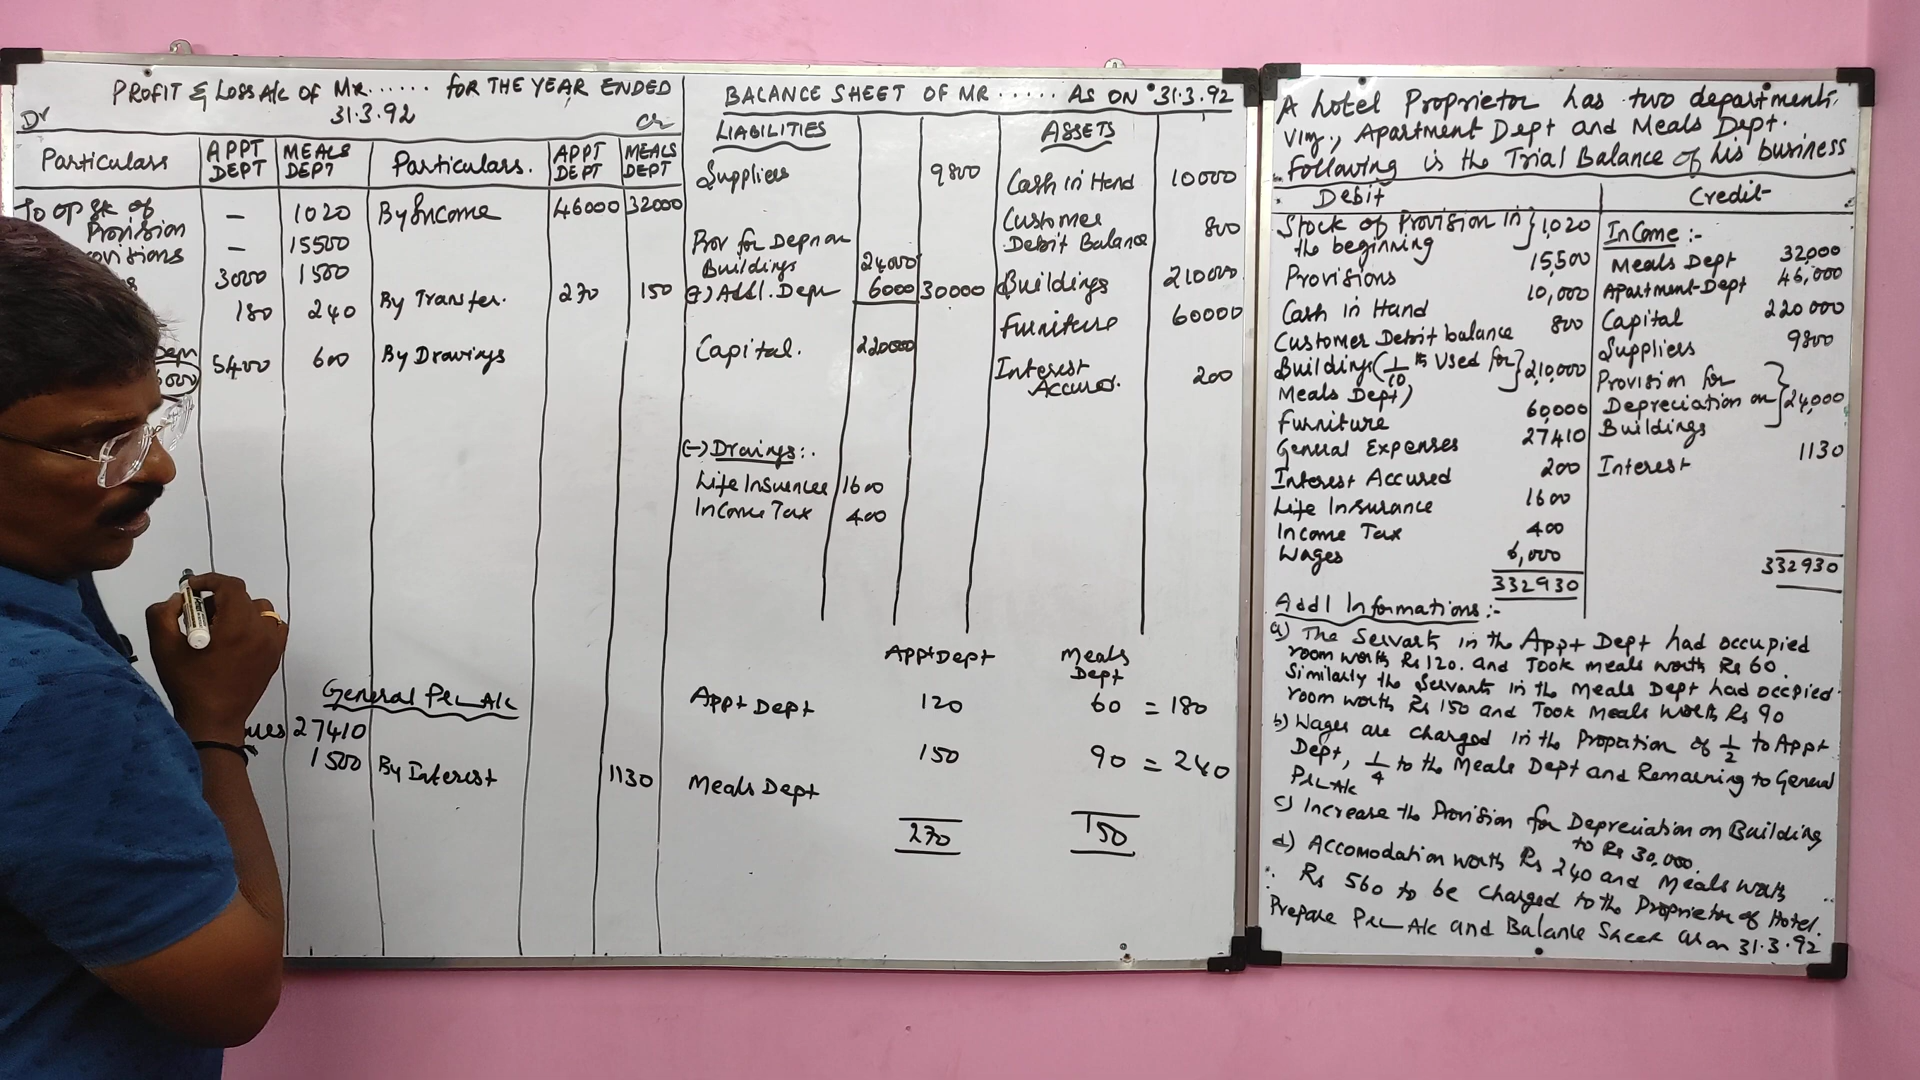 PROFIT & Loss A/c OF Mr...... for THE YEAR ENDED
31.3.92
Dr Cr
Particulars APPT DEPT MEALS DEPT Particulars. APPT DEPT MEALS DEPT
To op stk of Provision - 1020 By Income 46000 32000
- 15500
3000 1500
180 240 By Transfer. 270 150
Depn 5400 600 By Drawings
General P&L A/c
27410
1500 By Interest 1130
BALANCE SHEET OF MR ..... AS ON 31.3.92
LIABILITIES ASSETS
Suppliers 9800 Cash in Hand 10000
Customer
Debit Balance 800
Prov for Depn on
Buildings 24000
(+) Addl. Depn 6000 30000 Buildings 210000
Furniture 60000
Capital. 220000
Interest
Accured. 200
(-) Drawings:.
Life Insurence 1600
Income Tax 400
Appt Dept Meals Dept
Appt Dept 120 60 = 180
150 90 = 240
Meals Dept
270 150
A hotel Proprietor has two departments.
viz., Apartment Dept and Meals Dept.
Following is the Trial Balance of his business
Debit Credit
Stock of Provision in
the beginning } 1,020
Provisions 15,500
Cash in Hand 10,000
Customer Debit balance 800
Buildings (1/10 th Used for
Meals Dept) } 2,10,000
Furniture 60,000
General Expenses 27410
Interest Accured 200
Life Insurance 1600
Income Tax 400
Wages 6,000
332930
Income :-
Meals Dept 32,000
Apartment-Dept 46,000
Capital 220000
Suppliers 9800
Provision for
Depreciation on
Buildings } 24,000
Interest 1130
332930
Addl Informations :-
a) The Servants in the Appt Dept had occupied
room worth Rs 120. and Took meals worth Rs 60.
Similarly the Servants in the Meals Dept had occpied
room worth Rs 150 and Took Meals worth Rs 90
b) Wages are charged in the Propation of 1/2 to Appt
Dept, 1/4 to the Meals Dept and Remaining to General
P&L A/c
c) Increase the Provision for Depreciation on Building
to Rs 30,000.
d) Accomodation worth Rs 240 and Meals worth
Rs 560 to be charged to the Proprietor of Hotel.
Prepare P&L A/c and Balance Sheet as on 31.3.92